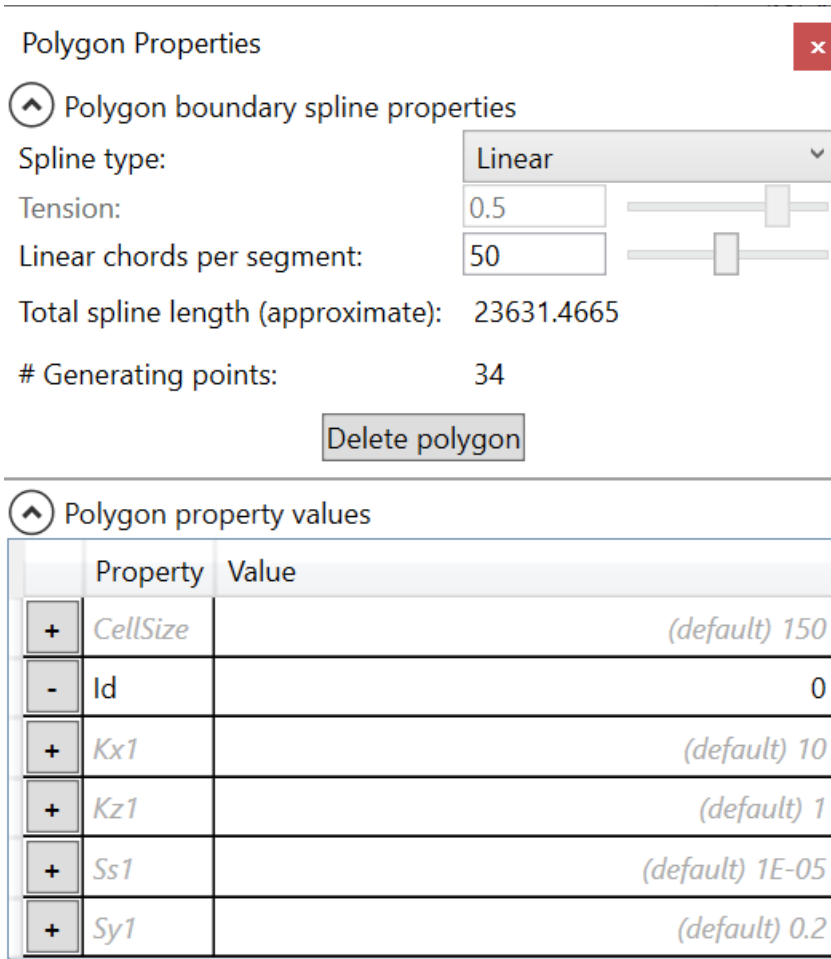 Polygon Properties x
Polygon boundary spline properties
Spline type: Linear
Tension: 0.5
Linear chords per segment: 50
Total spline length (approximate): 23631.4665
# Generating points: 34
Delete polygon
Polygon property values
Property Value
+ CellSize (default) 150
- Id 0
+ Kx1 (default) 10
+ Kz1 (default) 1
+ Ss1 (default) 1E-05
+ Sy1 (default) 0.2